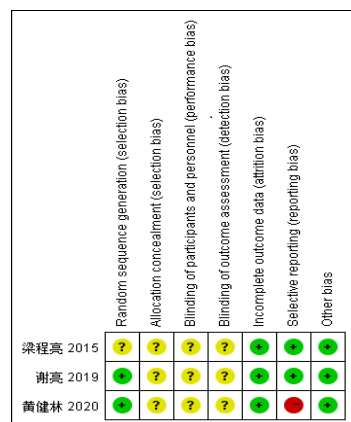 Random sequence generation (selection bias)
Allocation concealment (selection bias)
Blinding of participants and personnel (performance bias)
Blinding of outcome assessment (detection bias)
Incomplete outcome data (attrition bias)
Selective reporting (reporting bias)
Other bias
梁程亮 2015 ? ? ? ? + + +
谢亮 2019 + ? ? ? + + +
黄健林 2020 + ? ? ? + - +